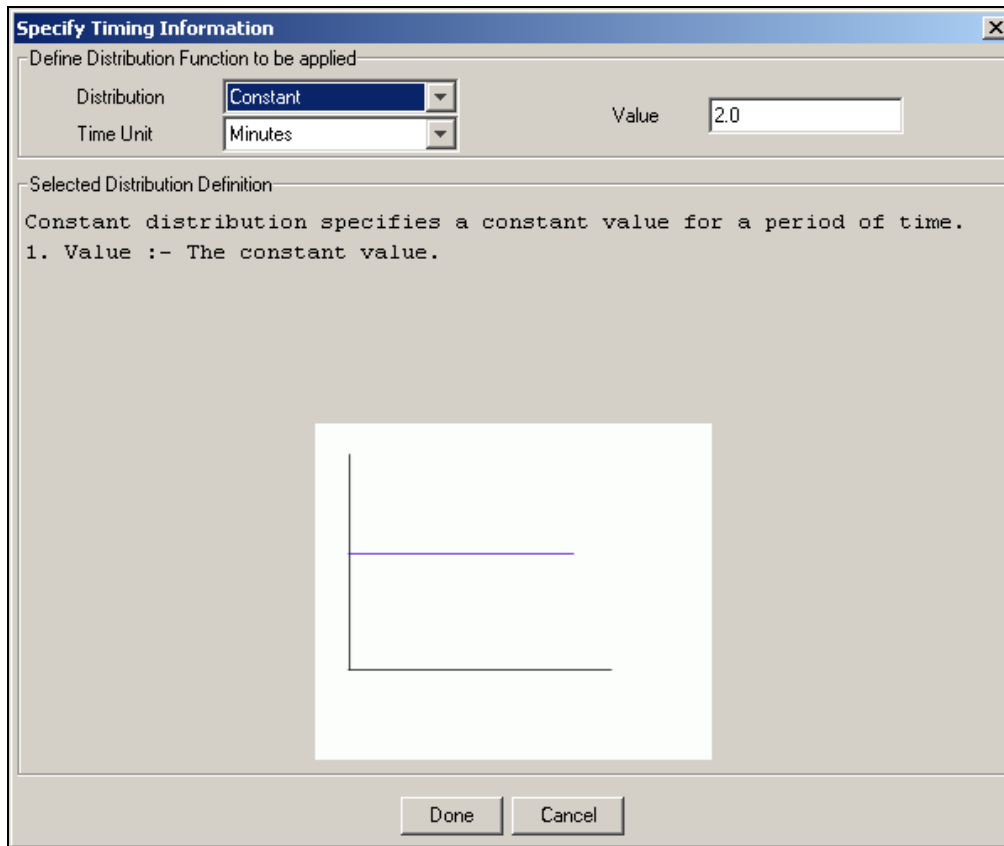 Specify Timing Information
Define Distribution Function to be applied
Distribution Constant
Value 2.0
Time Unit Minutes
Selected Distribution Definition
Constant distribution specifies a constant value for a period of time.
1. Value :- The constant value.
Done Cancel